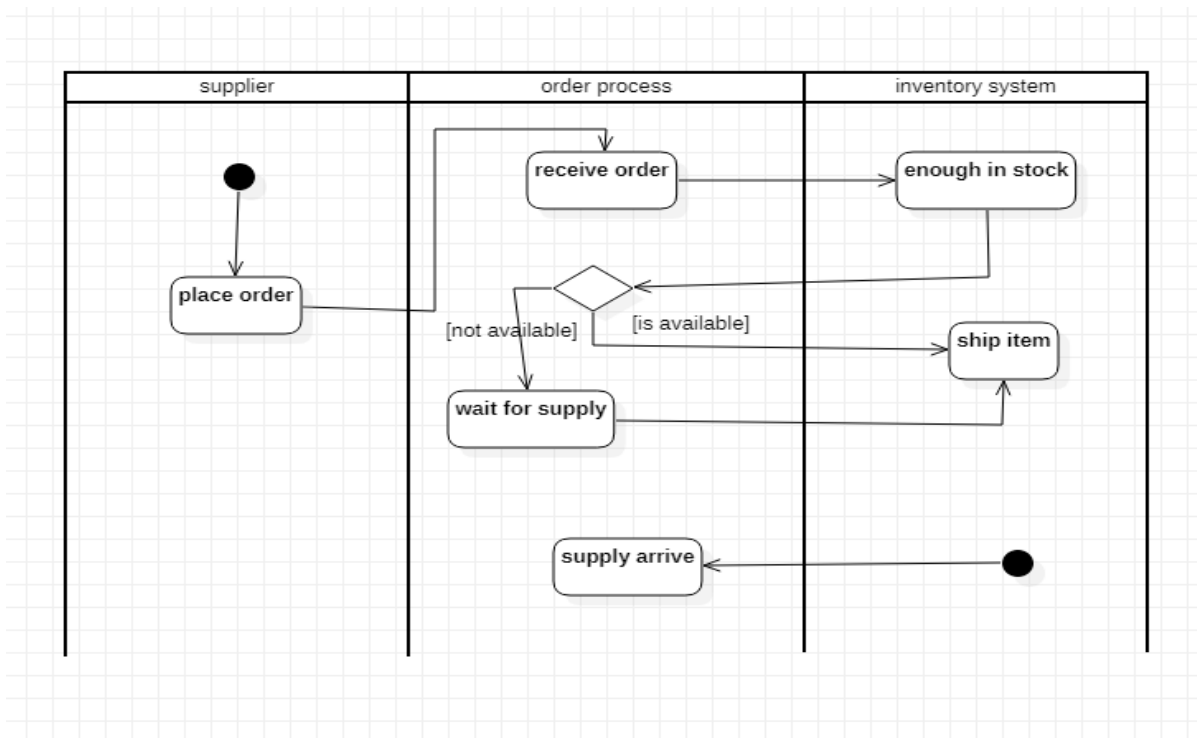 supplier
order process
inventory system
receive order
enough in stock
place order
[not available]
[is available]
ship item
wait for supply
supply arrive